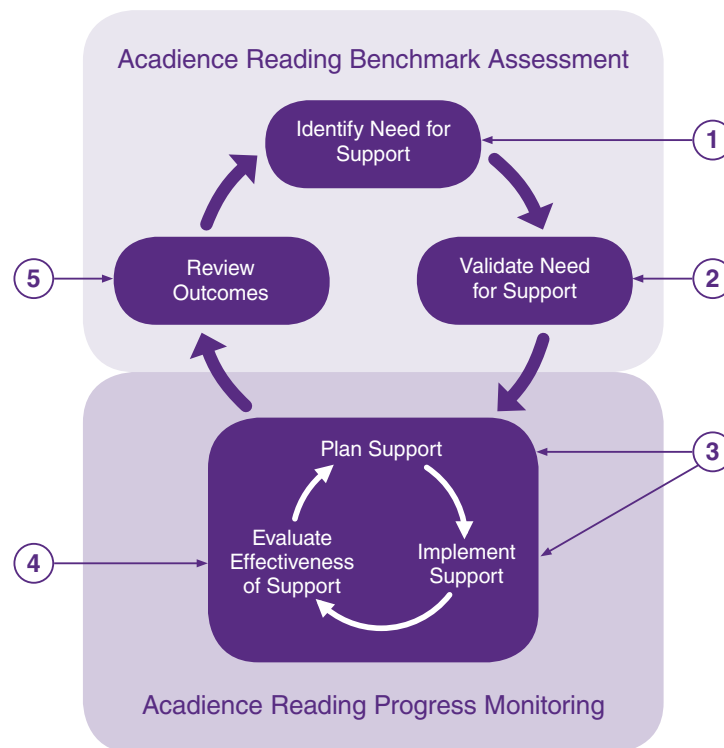 Acadience Reading Benchmark Assessment
Identify Need for
Support
1
Validate Need
for Support
2
Review
Outcomes
5
Plan Support
3
Implement
Support
Evaluate
Effectiveness
of Support
4
Acadience Reading Progress Monitoring